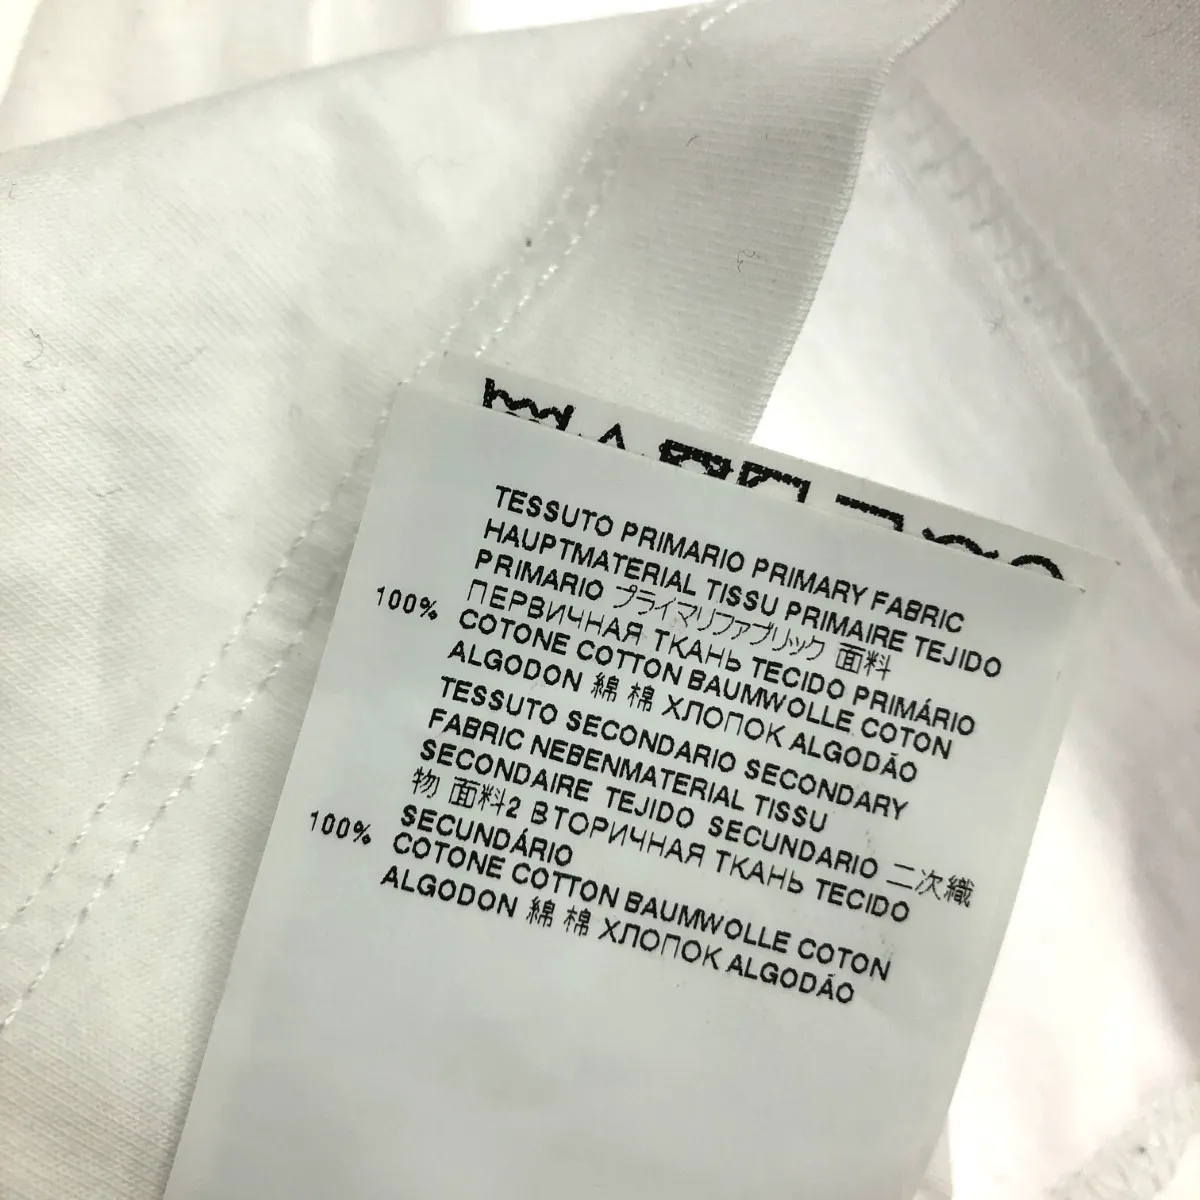 TESSUTO PRIMARIO PRIMARY FABRIC
HAUPTMATERIAL TISSU PRIMAIRE TEJIDO
PRIMARIO プライマリファブリック 面料
ПЕРВИЧНАЯ ТКАНЬ TECIDO PRIMÁRIO
100% COTONE COTTON BAUMWOLLE COTON
ALGODON 綿 棉 ХЛОПОК ALGODÃO
TESSUTO SECONDARIO SECONDARY
FABRIC NEBENMATERIAL TISSU
SECONDAIRE TEJIDO SECUNDARIO 二次織
物 面料2 ВТОРИЧНАЯ ТКАНЬ TECIDO
SECUNDÁRIO
100% COTONE COTTON BAUMWOLLE COTON
ALGODON 綿 棉 ХЛОПОК ALGODÃO